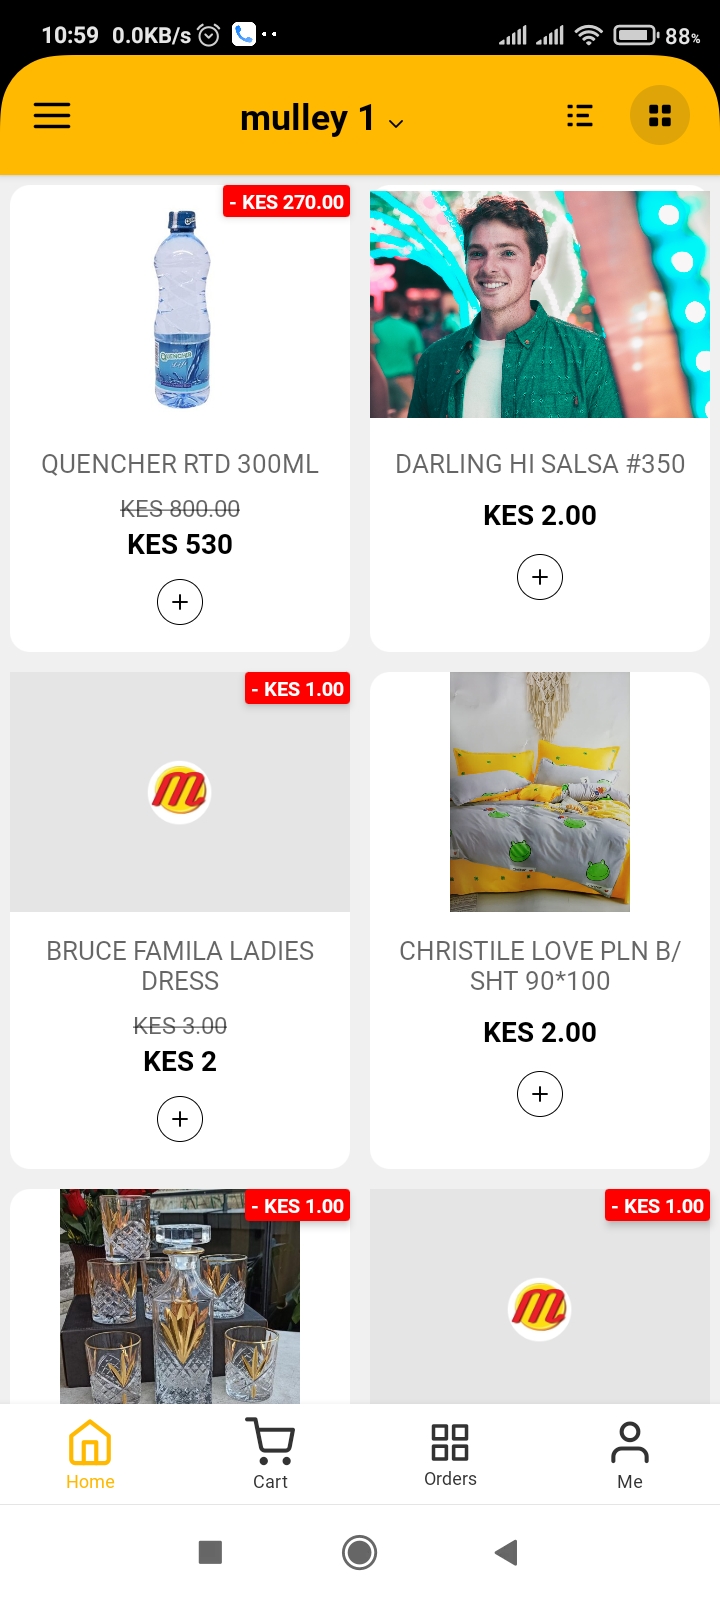 10:59 0.0KB/s 88%
mulley 1
- KES 270.00
QUENCHER
QUENCHER RTD 300ML
KES 800.00
KES 530
DARLING HI SALSA #350
KES 2.00
- KES 1.00
m
BRUCE FAMILA LADIES
DRESS
KES 3.00
KES 2
CHRISTILE LOVE PLN B/
SHT 90*100
KES 2.00
- KES 1.00
- KES 1.00
m
Home
Cart
Orders
Me